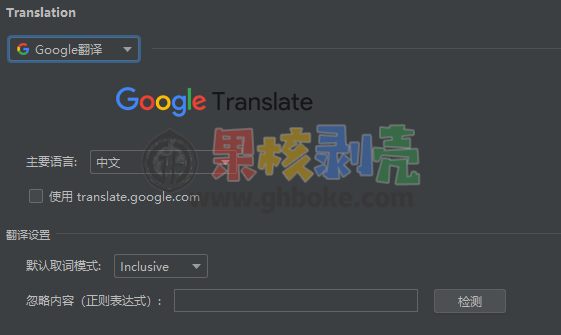 Translation
Google翻译
Google Translate
果核剥壳
主要语言: 中文
www.ghboke.com
使用 translate.google.com
翻译设置
默认取词模式: Inclusive
忽略内容（正则表达式）: 检测